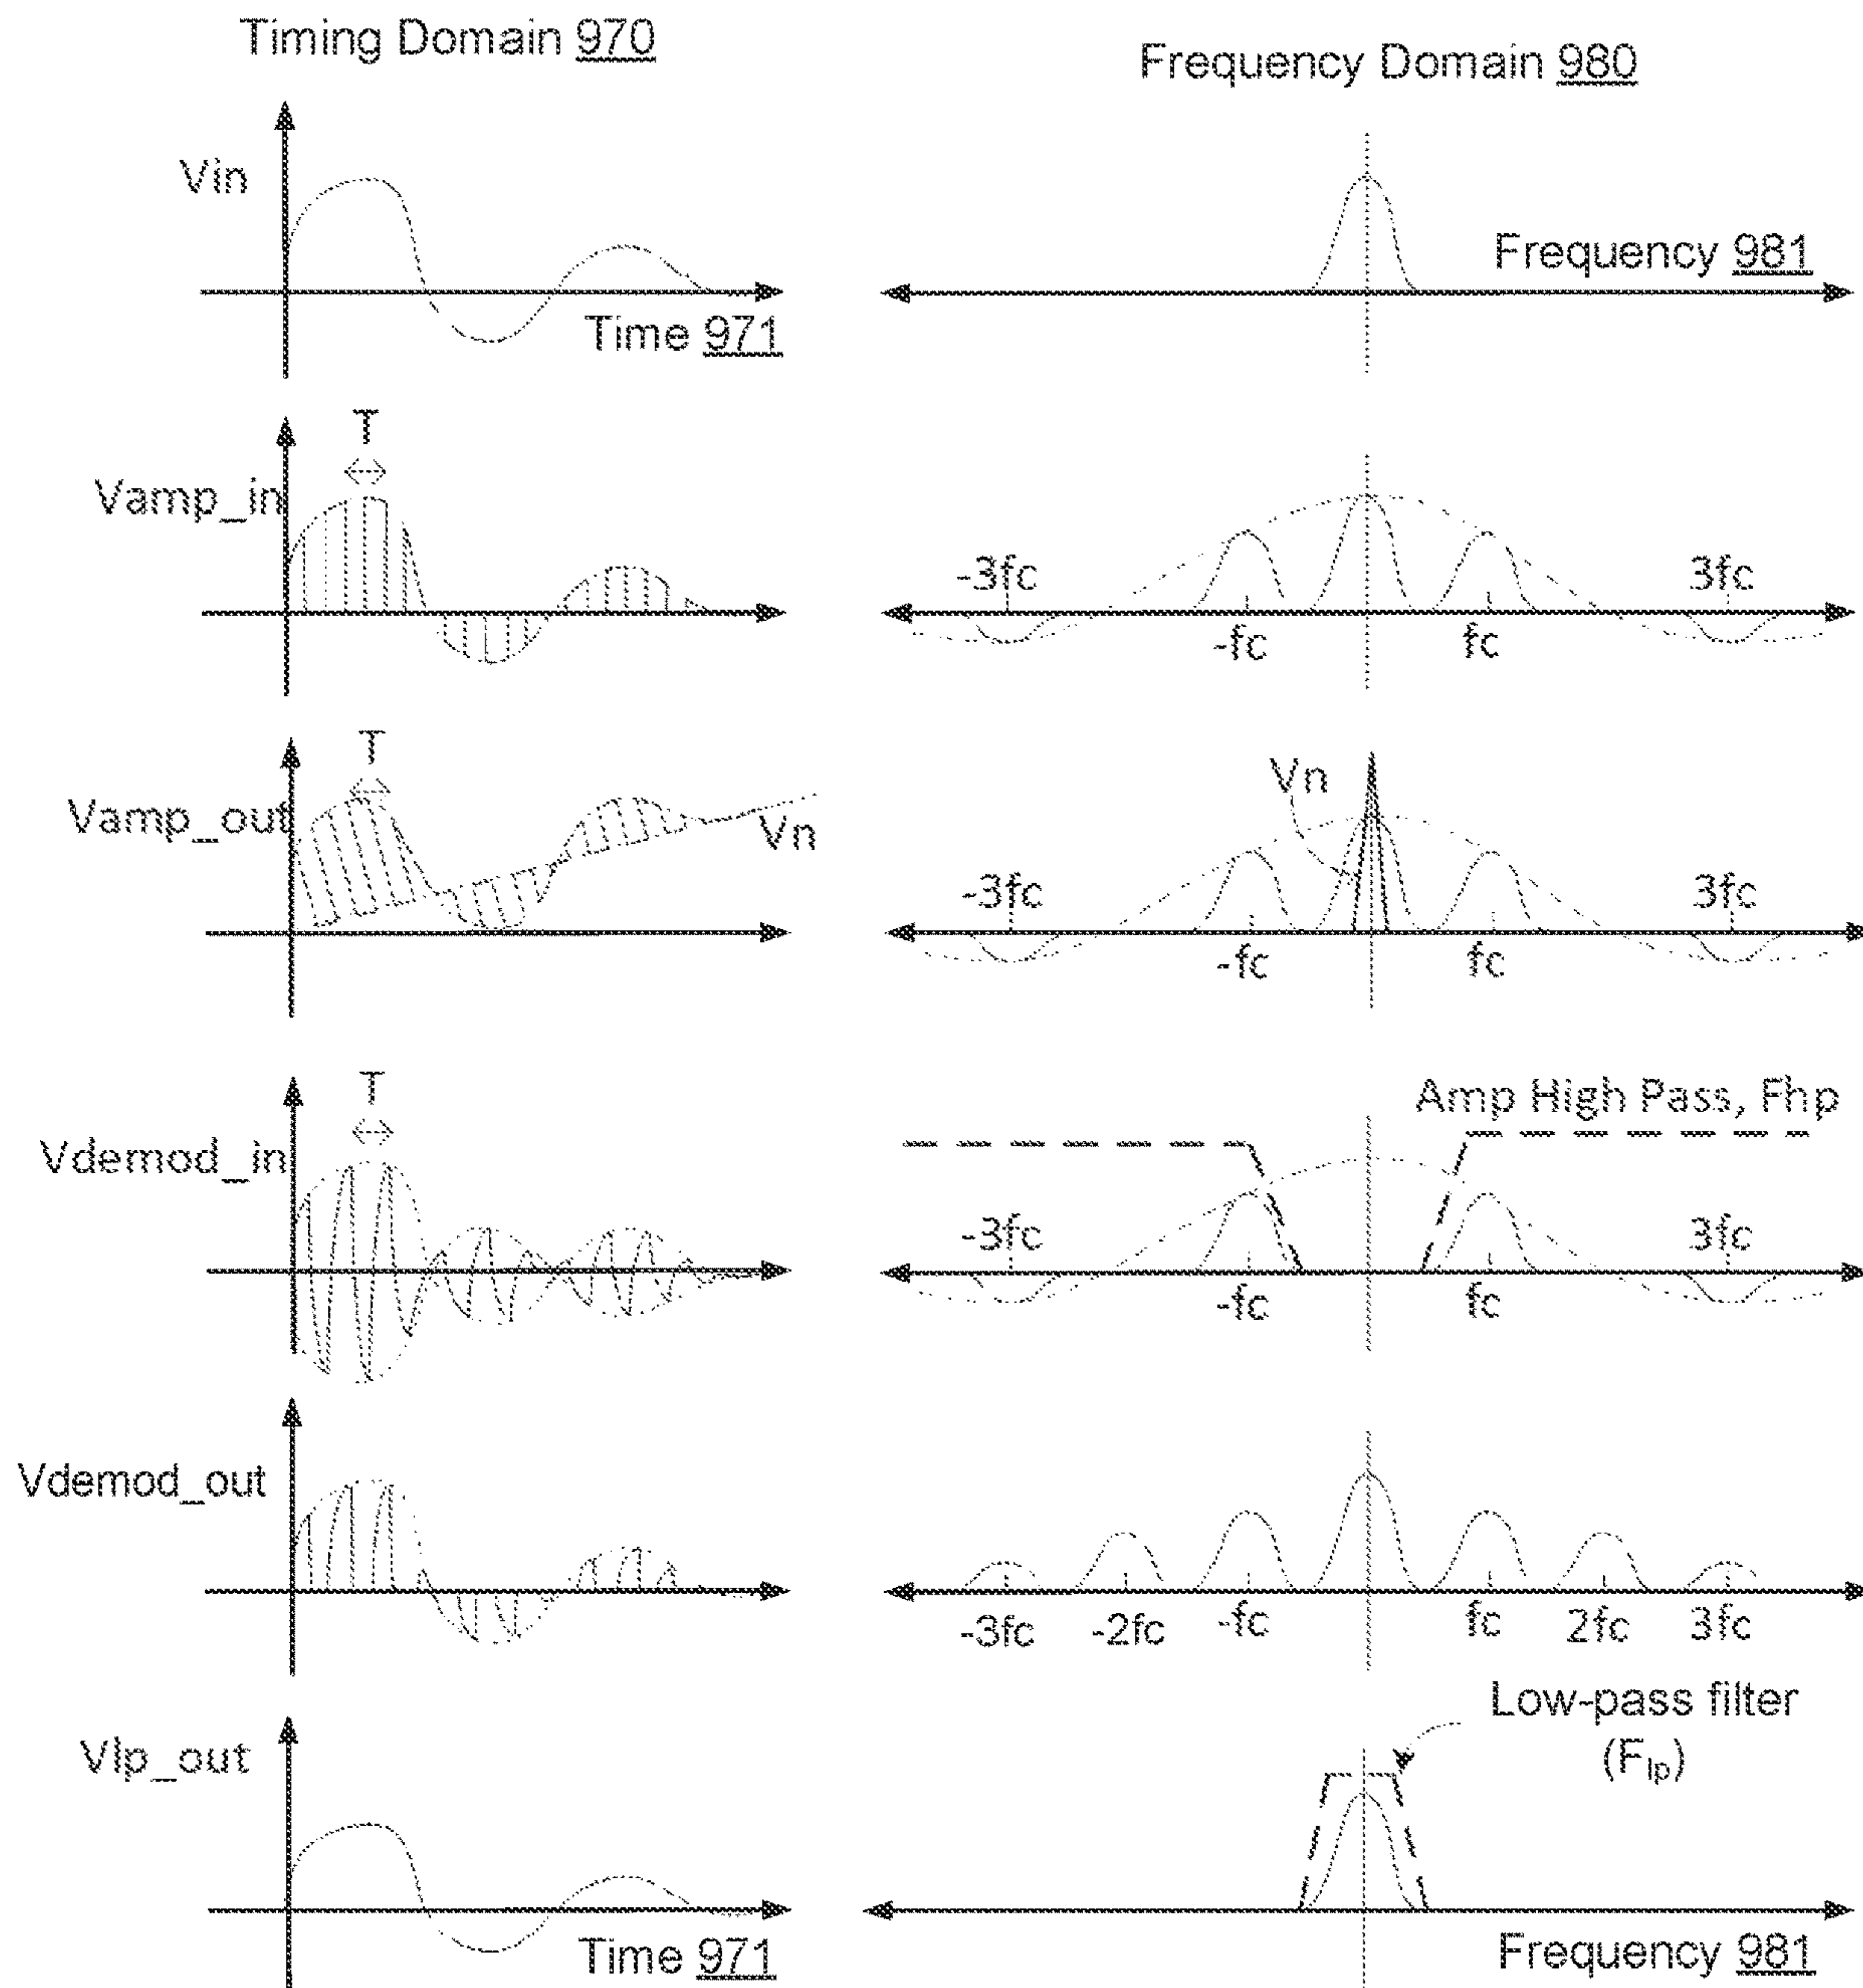 Timing Domain 970
Frequency Domain 980
Vin
Time 971
Frequency 981
T
Vamp_in
-3fc
-fc
fc
3fc
T
Vamp_out
Vn
Vn
-3fc
-fc
fc
3fc
T
Vdemod_in
Amp High Pass, Fhp
-3fc
-fc
fc
3fc
Vdemod_out
-3fc
-2fc
-fc
fc
2fc
3fc
Vlp_out
Time 971
Low-pass filter
(Flp)
Frequency 981